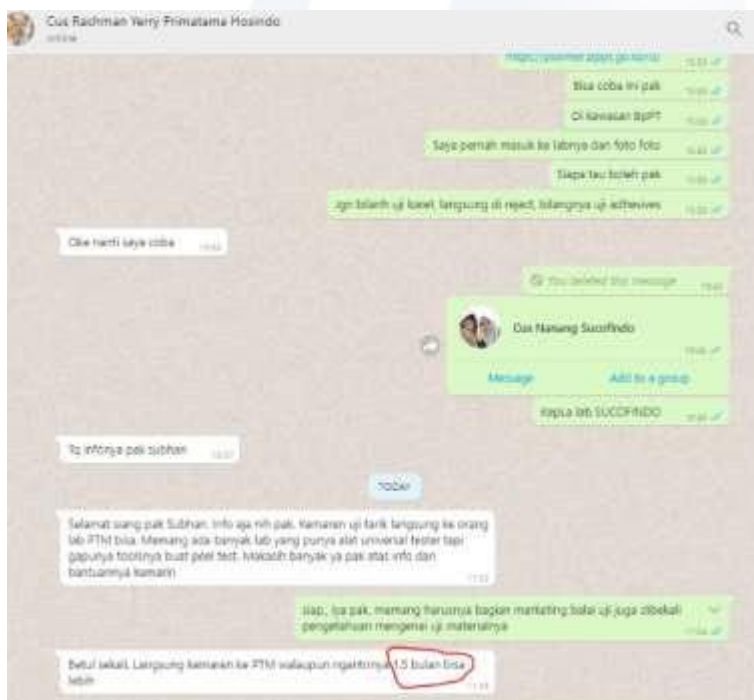 Cus Rachman Yerry Primatama Hosindo
online
Bisa coba ini pak
Di kawasan BpPT
Saya pernah masuk ke labnya dan foto foto
Siapa tau boleh pak
Jgn bilanh uji karet, langsung di reject, bilangnya uji adhesives
Oke nanti saya coba
You deleted this message
Cus Nanang Sucofindo
Message Add to a group
kepLa lab SUCOFINDO
Tq infonya pak subhan
TODAY
Selamat siang pak Subhan. Info aja nih pak. Kemaren uji tarik langsung ke orang
lab PTM bisa. Memang ada banyak lab yang punya alat universal tester tapi
gapunya toolsnya buat peel test. Makasih banyak ya pak atas info dan
bantuannya kemarin
siap, iya pak, memang harusnya bagian marketing balai uji juga dibekali
pengetahuan mengenai uji materialnya
Betul sekali. Langsung kemaren ke PTM walaupun ngantrinya 1.5 bulan bisa
lebih